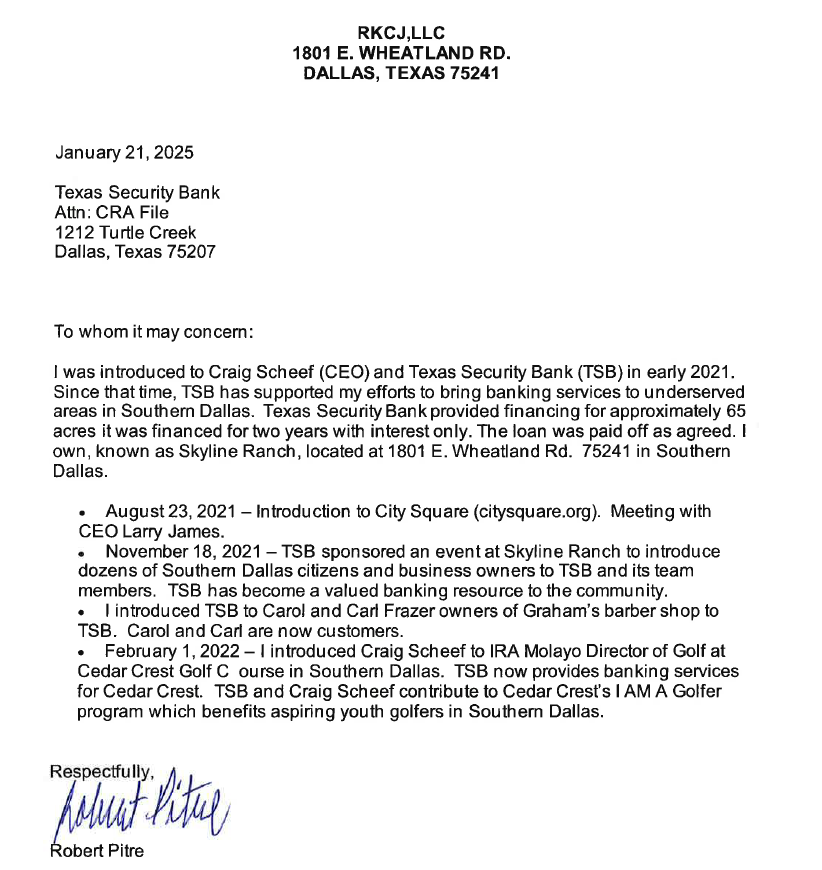 RKCJ,LLC
1801 E. WHEATLAND RD.
DALLAS, TEXAS 75241
January 21, 2025
Texas Security Bank
Attn: CRA File
1212 Turtle Creek
Dallas, Texas 75207
To whom it may concern:
I was introduced to Craig Scheef (CEO) and Texas Security Bank (TSB) in early 2021.
Since that time, TSB has supported my efforts to bring banking services to underserved
areas in Southern Dallas. Texas Security Bank provided financing for approximately 65
acres it was financed for two years with interest only. The loan was paid off as agreed. I
own, known as Skyline Ranch, located at 1801 E. Wheatland Rd. 75241 in Southern
Dallas.
• August 23, 2021 – Introduction to City Square (citysquare.org). Meeting with
CEO Larry James.
• November 18, 2021 – TSB sponsored an event at Skyline Ranch to introduce
dozens of Southern Dallas citizens and business owners to TSB and its team
members. TSB has become a valued banking resource to the community.
• I introduced TSB to Carol and Carl Frazer owners of Graham's barber shop to
TSB. Carol and Carl are now customers.
• February 1, 2022 – I introduced Craig Scheef to IRA Molayo Director of Golf at
Cedar Crest Golf C ourse in Southern Dallas. TSB now provides banking services
for Cedar Crest. TSB and Craig Scheef contribute to Cedar Crest's I AM A Golfer
program which benefits aspiring youth golfers in Southern Dallas.
Respectfully,
Robert Pitre
Robert Pitre